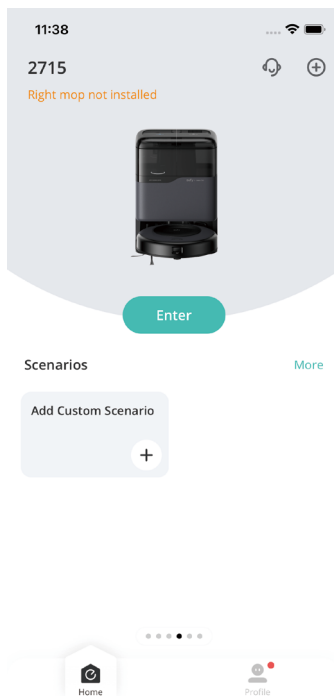 11:38
2715
Right mop not installed
Enter
Scenarios
More
Add Custom Scenario
Home
Profile